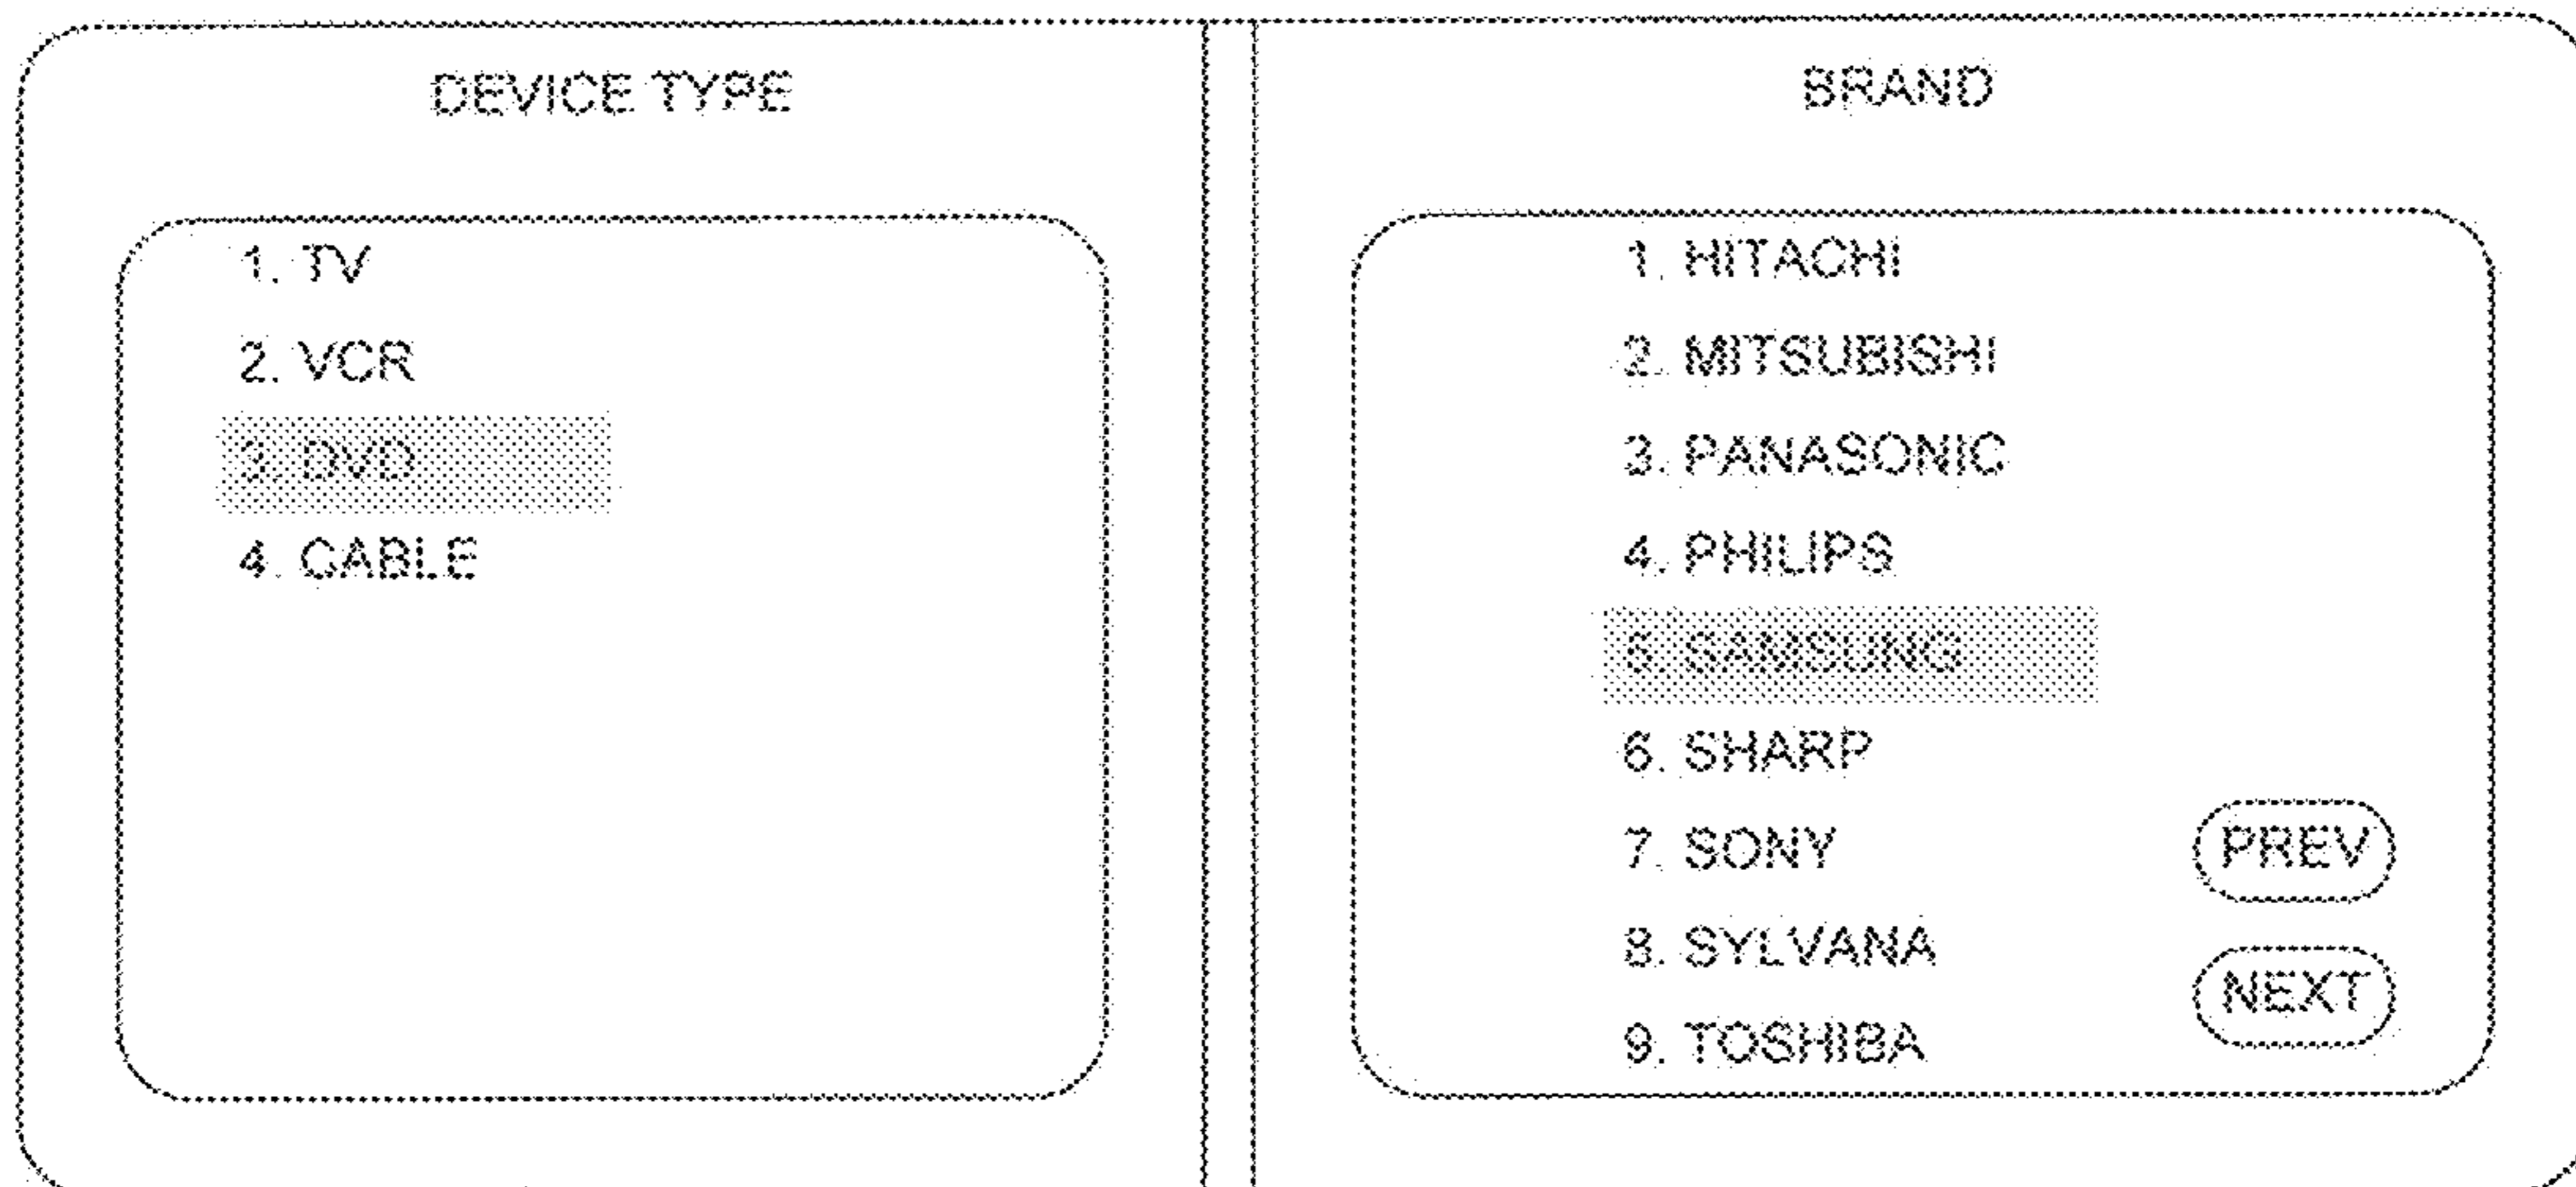 DEVICE TYPE
1. TV
2. VCR
3. DVD
4. CABLE
BRAND
1. HITACHI
2. MITSUBISHI
3. PANASONIC
4. PHILIPS
5. SAMSUNG
6. SHARP
7. SONY
8. SYLVANA
9. TOSHIBA
PREV
NEXT